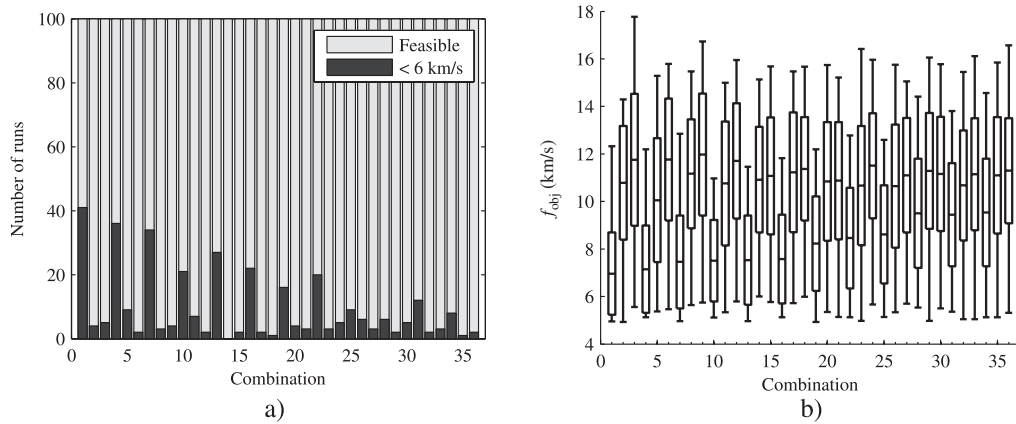 100
80
60
40
20
0
Number of runs
Feasible
< 6 km/s
0 5 10 15 20 25 30 35
Combination
a)
18
16
14
12
10
8
6
4
f_obj (km/s)
0 5 10 15 20 25 30 35
Combination
b)